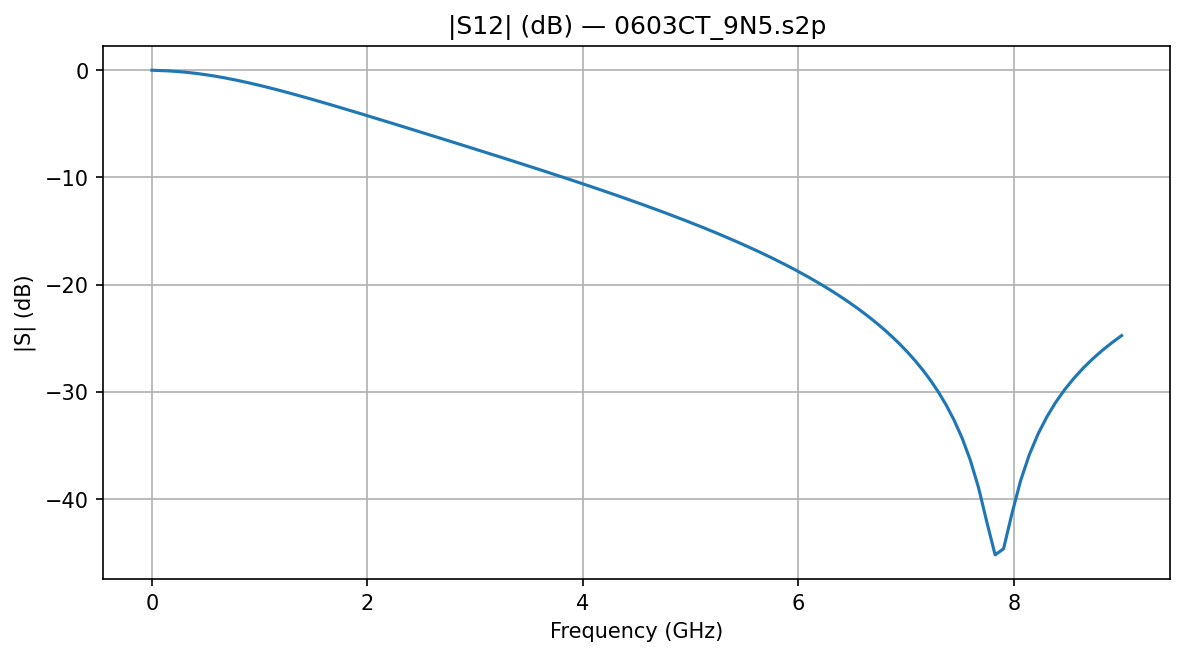 |S12| (dB) — 0603CT_9N5.s2p
|S| (dB)
0
−10
−20
−30
−40
0 2 4 6 8
Frequency (GHz)